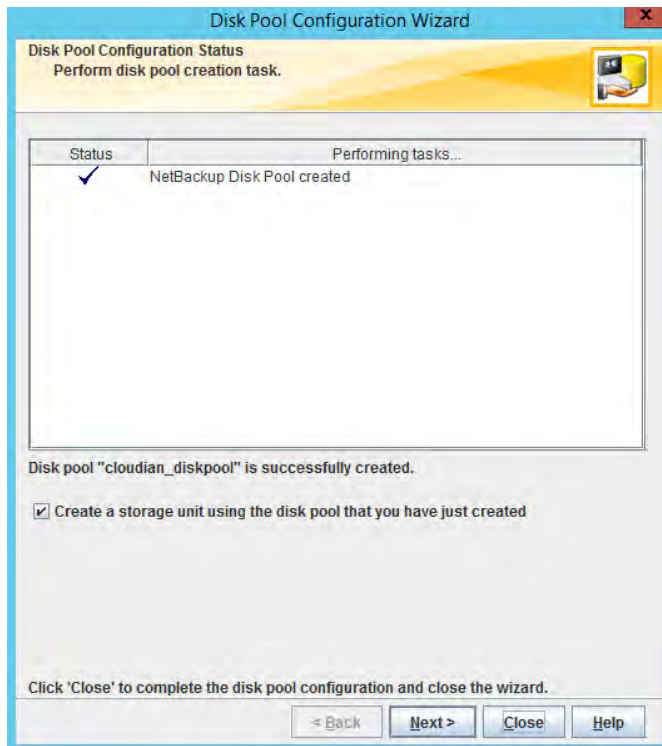 Disk Pool Configuration Wizard
x
Disk Pool Configuration Status
Perform disk pool creation task.
Status Performing tasks...
NetBackup Disk Pool created
Disk pool "cloudian_diskpool" is successfully created.
Create a storage unit using the disk pool that you have just created
Click 'Close' to complete the disk pool configuration and close the wizard.
< Back Next > Close Help